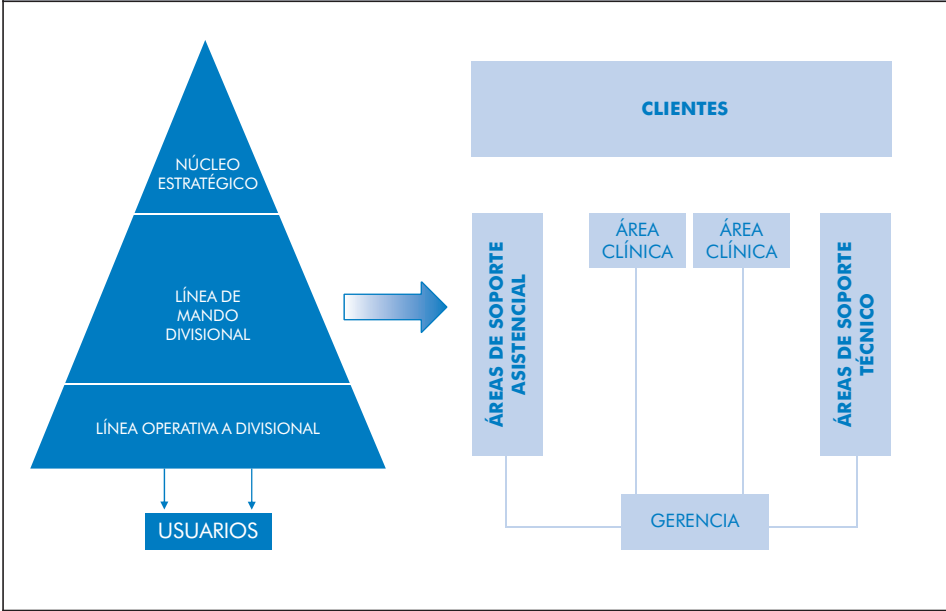 NÚCLEO
ESTRATÉGICO
LÍNEA DE
MANDO
DIVISIONAL
LÍNEA OPERATIVA A DIVISIONAL
USUARIOS
CLIENTES
ÁREAS DE SOPORTE
ASISTENCIAL
ÁREA
CLÍNICA
ÁREA
CLÍNICA
ÁREAS DE SOPORTE
TÉCNICO
GERENCIA